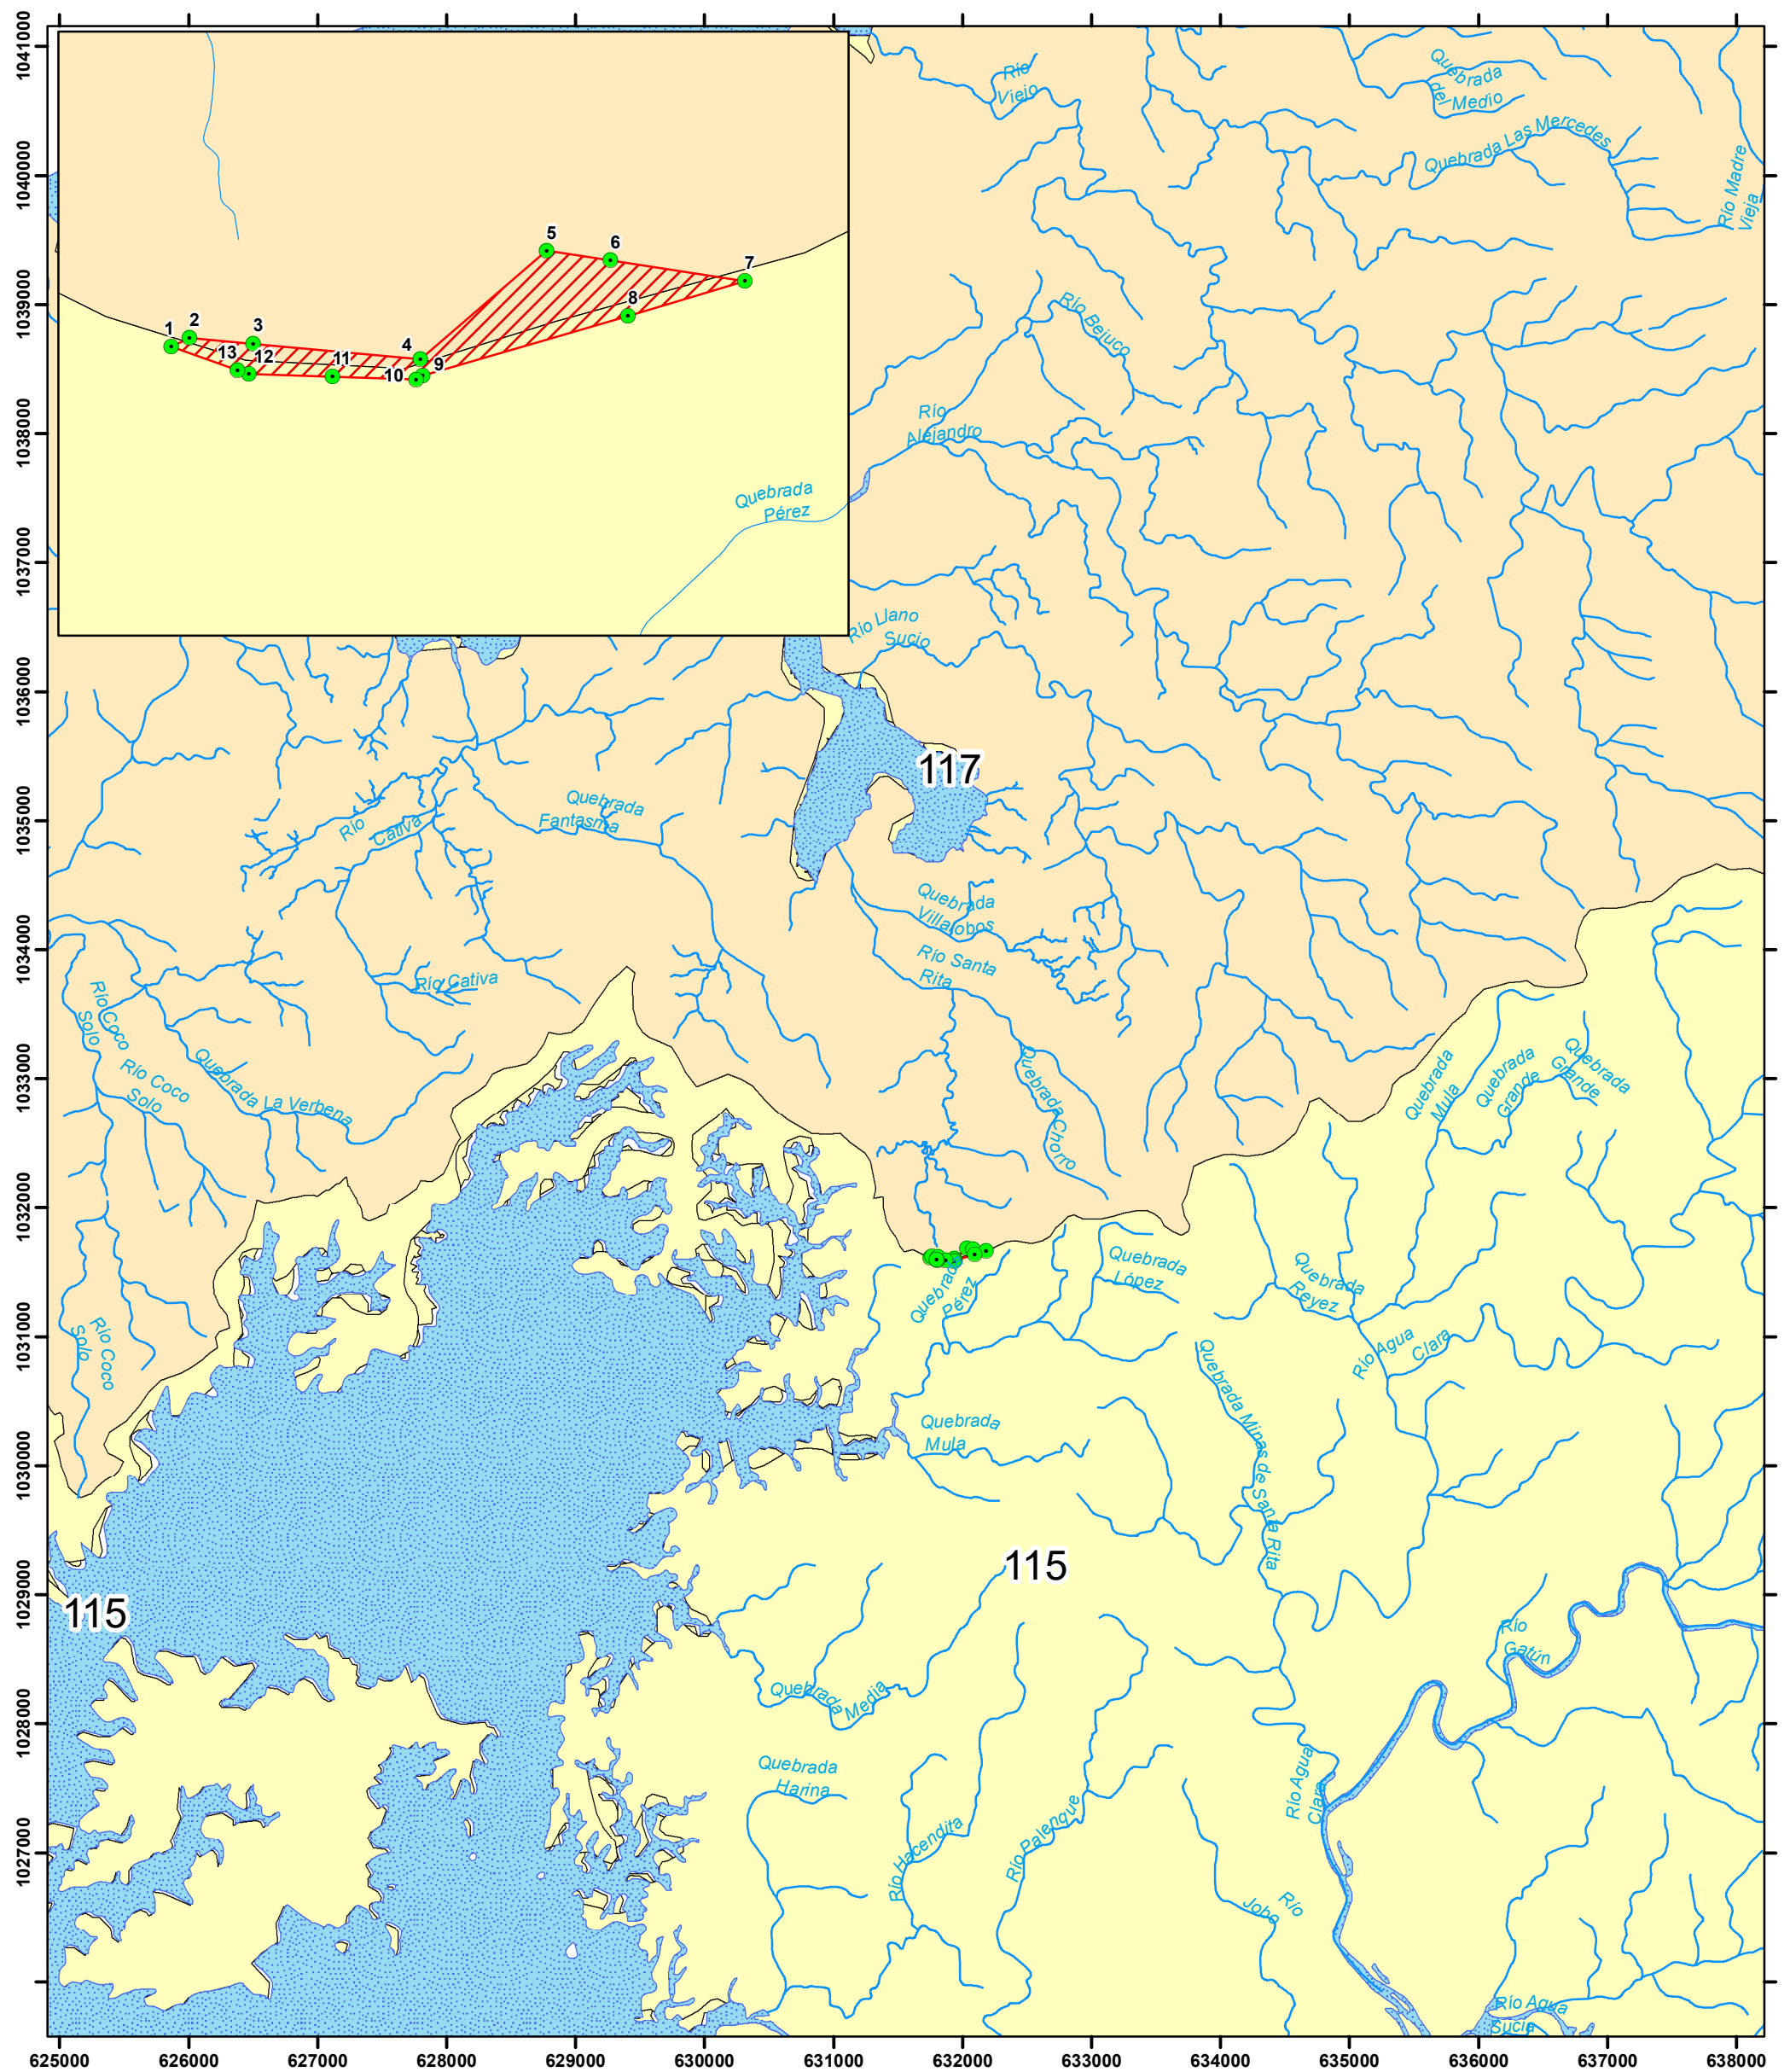 1041000
1040000
1039000
1038000
1037000
1036000
1035000
1034000
1033000
1032000
1031000
1030000
1029000
1028000
1027000
1
2
3
4
5
6
7
8
9
10
11
12
13
Quebrada
Pérez
Río
Viejo
Quebrada
del
Medio
Quebrada Las Mercedes
Río Madre
Vieja
Río Bejuco
Río
Alejandro
Río Llano
Sucio
117
Quebrada
Fantasma
Río
Cativa
Río Cativa
Quebrada
Villalobos
Río Santa
Rita
Quebrada Chorro
Río Coco
Solo
Río Coco
Solo
Quebrada La Verbena
Río Coco
Solo
Quebrada
Mula
Quebrada
Grande
Quebrada
Grande
Quebrada
Pérez
Quebrada
López
Quebrada
Reyez
Río Agua
Clara
Quebrada
Mula
Quebrada Minas de Santa Rita
115
115
Río
Gatún
Quebrada
Media
Quebrada
Harina
Río Hacendita
Río Palenque
Río Agua
Clara
Río
Jobo
Río Agua
Sucia
625000
626000
627000
628000
629000
630000
631000
632000
633000
634000
635000
636000
637000
638000